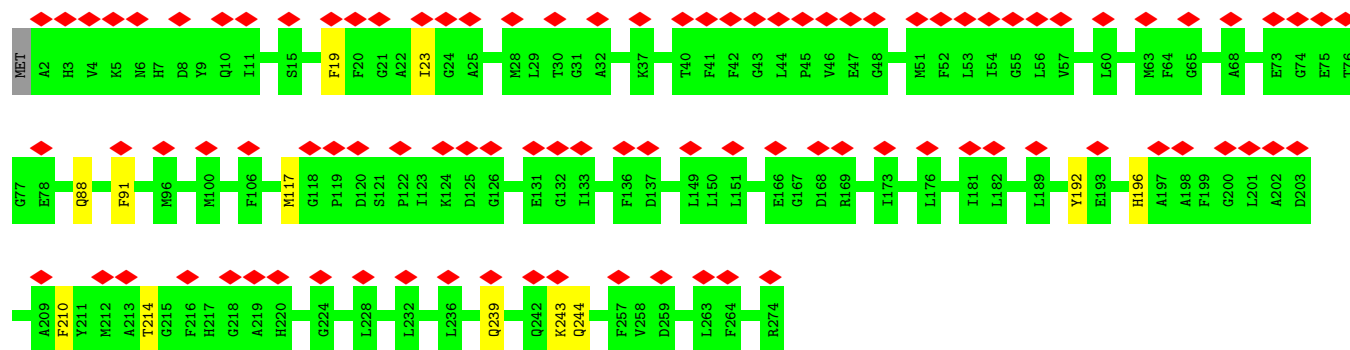 MET A2 H3 V4 K5 N6 H7 D8 Y9 Q10 I11 S15 F19 F20 G21 A22 I23 G24 A25 M28 L29 T30 G31 A32 K37 T40 F41 F42 G43 L44 P45 V46 E47 G48 M51 F52 L53 I54 G55 L56 V57 L60 M63 F64 G65 A68 E73 G74 E75 T76
G77 E78 Q88 F91 M96 M100 F106 M117 G118 P119 D120 S121 P122 I123 K124 D125 G126 E131 G132 I133 F136 D137 L149 L150 L151 E166 G167 D168 R169 I173 L176 I181 L182 L189 Y192 E193 H196 A197 A198 F199 G200 L201 A202 D203
A209 F210 Y211 M212 A213 T214 G215 F216 H217 G218 A219 H220 G224 L228 L232 L236 Q239 Q242 K243 Q244 F257 V258 D259 L263 F264 R274